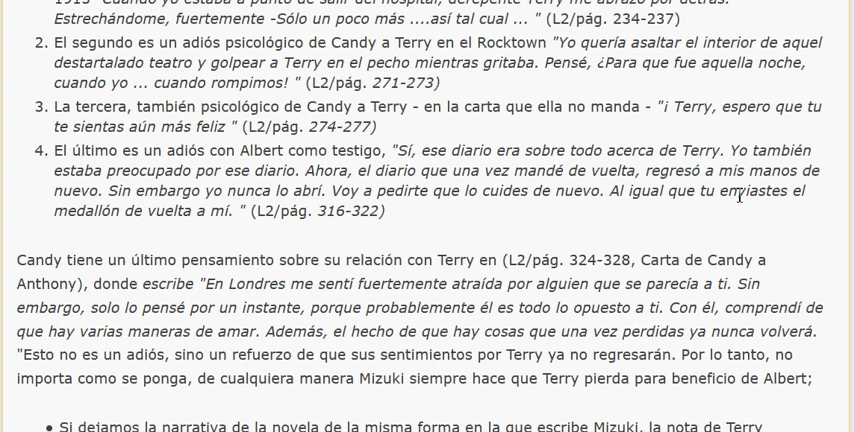 1915 "Cuando yo estaba a punto de salir del hospital, derepente Terry me abrazó por detrás.
Estrechándome, fuertemente -Sólo un poco más ....así tal cual ... " (L2/pág. 234-237)
2. El segundo es un adiós psicológico de Candy a Terry en el Rocktown "Yo quería asaltar el interior de aquel
destartalado teatro y golpear a Terry en el pecho mientras gritaba. Pensé, ¿Para que fue aquella noche,
cuando yo ... cuando rompimos! " (L2/pág. 271-273)
3. La tercera, también psicológico de Candy a Terry - en la carta que ella no manda - "¡ Terry, espero que tu
te sientas aún más feliz " (L2/pág. 274-277)
4. El último es un adiós con Albert como testigo, "Sí, ese diario era sobre todo acerca de Terry. Yo también
estaba preocupado por ese diario. Ahora, el diario que una vez mandé de vuelta, regresó a mis manos de
nuevo. Sin embargo yo nunca lo abrí. Voy a pedirte que lo cuides de nuevo. Al igual que tu enviastes el
medallón de vuelta a mí. " (L2/pág. 316-322)
Candy tiene un último pensamiento sobre su relación con Terry en (L2/pág. 324-328, Carta de Candy a
Anthony), donde escribe "En Londres me sentí fuertemente atraída por alguien que se parecía a ti. Sin
embargo, solo lo pensé por un instante, porque probablemente él es todo lo opuesto a ti. Con él, comprendí de
que hay varias maneras de amar. Además, el hecho de que hay cosas que una vez perdidas ya nunca volverá.
"Esto no es un adiós, sino un refuerzo de que sus sentimientos por Terry ya no regresarán. Por lo tanto, no
importa como se ponga, de cualquiera manera Mizuki siempre hace que Terry pierda para beneficio de Albert;
• Si dejamos la narrativa de la novela de la misma forma en la que escribe Mizuki, la nota de Terry